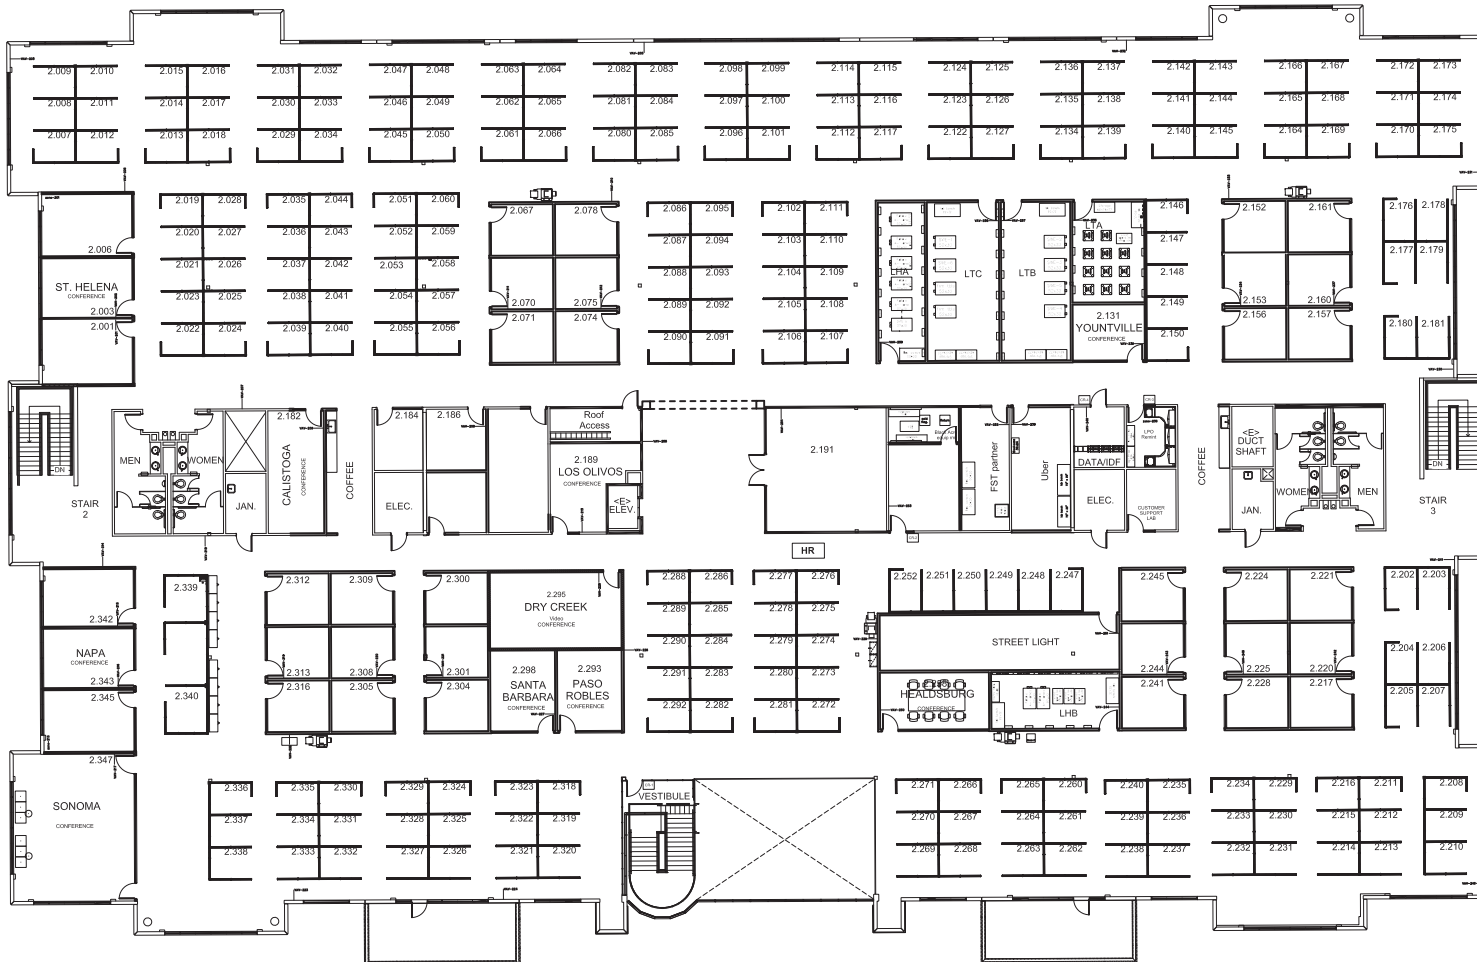 2.009 2.010 2.015 2.016 2.031 2.032 2.047 2.048 2.063 2.064 2.082 2.083 2.098 2.099 2.114 2.115 2.124 2.125 2.136 2.137 2.142 2.143 2.166 2.167 2.172 2.173
2.008 2.011 2.014 2.017 2.030 2.033 2.046 2.049 2.062 2.065 2.081 2.084 2.097 2.100 2.113 2.116 2.123 2.126 2.135 2.138 2.141 2.144 2.165 2.168 2.171 2.174
2.007 2.012 2.013 2.018 2.029 2.034 2.045 2.050 2.061 2.066 2.080 2.085 2.096 2.101 2.112 2.117 2.122 2.127 2.134 2.139 2.140 2.145 2.164 2.169 2.170 2.175
2.019 2.028 2.035 2.044 2.051 2.060 2.067 2.078 2.086 2.095 2.102 2.111 2.146 2.152 2.161 2.176 2.178
2.020 2.027 2.036 2.043 2.052 2.059 2.087 2.094 2.103 2.110 LTA 2.147
2.006 2.177 2.179
2.021 2.026 2.037 2.042 2.053 2.058 2.088 2.093 2.104 2.109 LHA LTC LTB 2.148
ST. HELENA
CONFERENCE
2.023 2.025 2.038 2.041 2.054 2.057 2.070 2.075 2.089 2.092 2.105 2.108 2.149 2.153 2.160
2.003 2.071 2.074 2.131 2.156 2.157
2.001 2.022 2.024 2.039 2.040 2.055 2.056 2.090 2.091 2.106 2.107 2.150 2.180 2.181
YOUNTVILLE
CONFERENCE
2.182 2.184 2.186
Roof
Access
2.191
MEN WOMEN
CALISTOGA
CONFERENCE
COFFEE
2.189
LOS OLIVOS
CONFERENCE
FST partner
Uber
DATA/IDF
LPO
COFFEE
<E>
DUCT
SHAFT
DN
DN
STAIR
2
JAN.
ELEC.
<E>
ELEV.
ELEC.
CUSTOMER
SUPPORT
LAB
JAN.
WOMEN MEN
STAIR
3
HR
2.339 2.312 2.309 2.300 2.288 2.286 2.277 2.276 2.252 2.251 2.250 2.249 2.248 2.247 2.245 2.224 2.221 2.202 2.203
2.295
DRY CREEK
Video
CONFERENCE
2.342 2.289 2.285 2.278 2.275
NAPA
CONFERENCE
2.290 2.284 2.279 2.274 STREET LIGHT 2.204 2.206
2.343 2.313 2.308 2.301 2.298 2.293 2.291 2.283 2.280 2.273 2.244 2.225 2.220
2.345 2.340 2.316 2.305 2.304 2.241 2.228 2.217 2.205 2.207
SANTA
BARBARA
CONFERENCE
PASO
ROBLES
CONFERENCE
2.292 2.282 2.281 2.272
HEALDSBURG
CONFERENCE
LHB
2.347
2.336 2.335 2.330 2.329 2.324 2.323 2.318 2.271 2.266 2.265 2.260 2.240 2.235 2.234 2.229 2.216 2.211 2.208
VESTIBULE
SONOMA
CONFERENCE
2.337 2.334 2.331 2.328 2.325 2.322 2.319 2.270 2.267 2.264 2.261 2.239 2.236 2.233 2.230 2.215 2.212 2.209
2.338 2.333 2.332 2.327 2.326 2.321 2.320 2.269 2.268 2.263 2.262 2.238 2.237 2.232 2.231 2.214 2.213 2.210